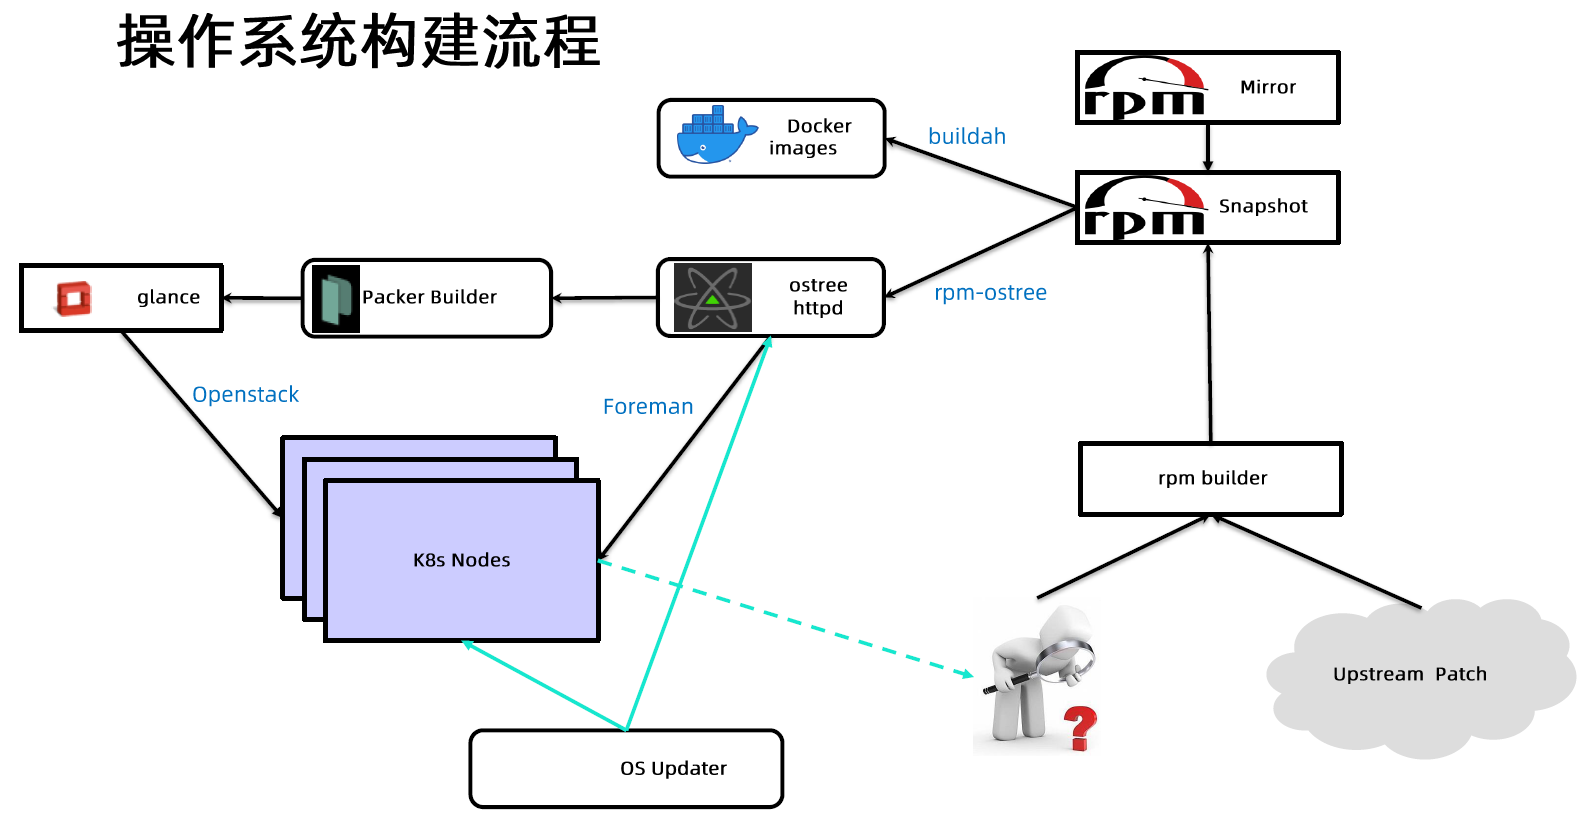 操作系统构建流程
rpm
Mirror
Docker
images
buildah
rpm
Snapshot
glance
Packer Builder
ostree
httpd
rpm-ostree
Openstack
Foreman
K8s Nodes
rpm builder
Upstream Patch
?
OS Updater